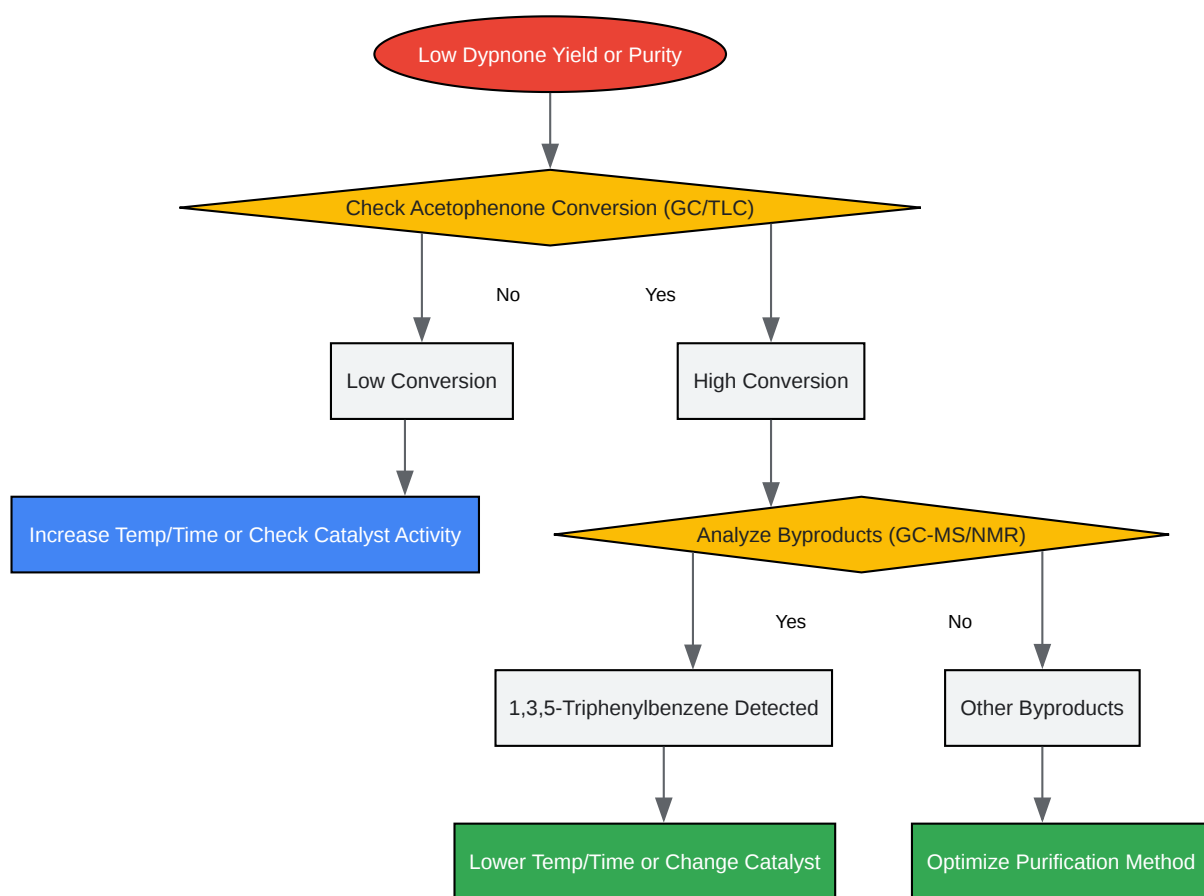 Low Dypnone Yield or Purity
Check Acetophenone Conversion (GC/TLC)
No
Yes
Low Conversion
High Conversion
Increase Temp/Time or Check Catalyst Activity
Analyze Byproducts (GC-MS/NMR)
Yes
No
1,3,5-Triphenylbenzene Detected
Other Byproducts
Lower Temp/Time or Change Catalyst
Optimize Purification Method